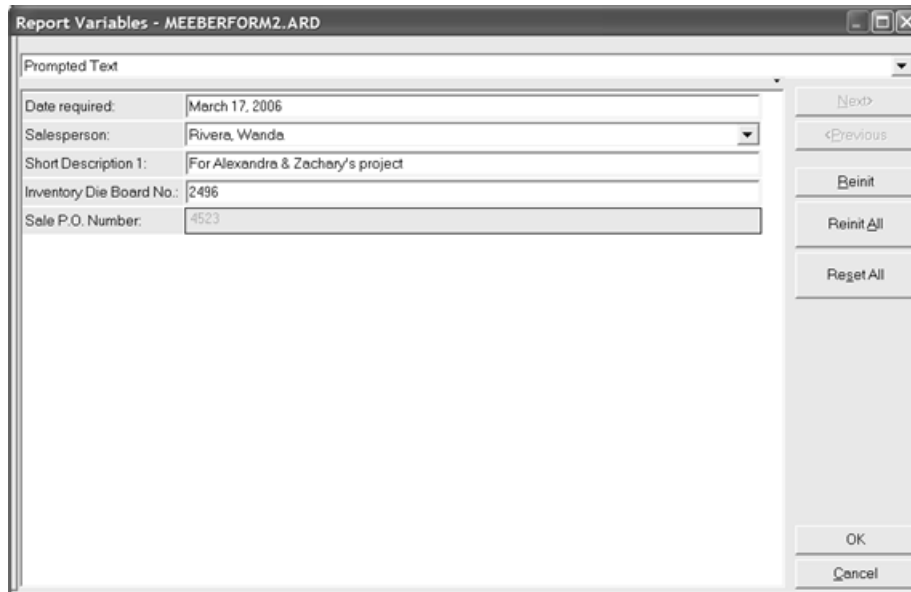 Report Variables - MEEBERFORM2.ARD
Prompted Text
Date required: March 17, 2006
Salesperson: Rivera, Wanda
Short Description 1: For Alexandra & Zachary's project
Inventory Die Board No.: 2496
Sale P.O. Number: 4523
Next>
<Previous
Reinit
Reinit All
Reset All
OK
Cancel